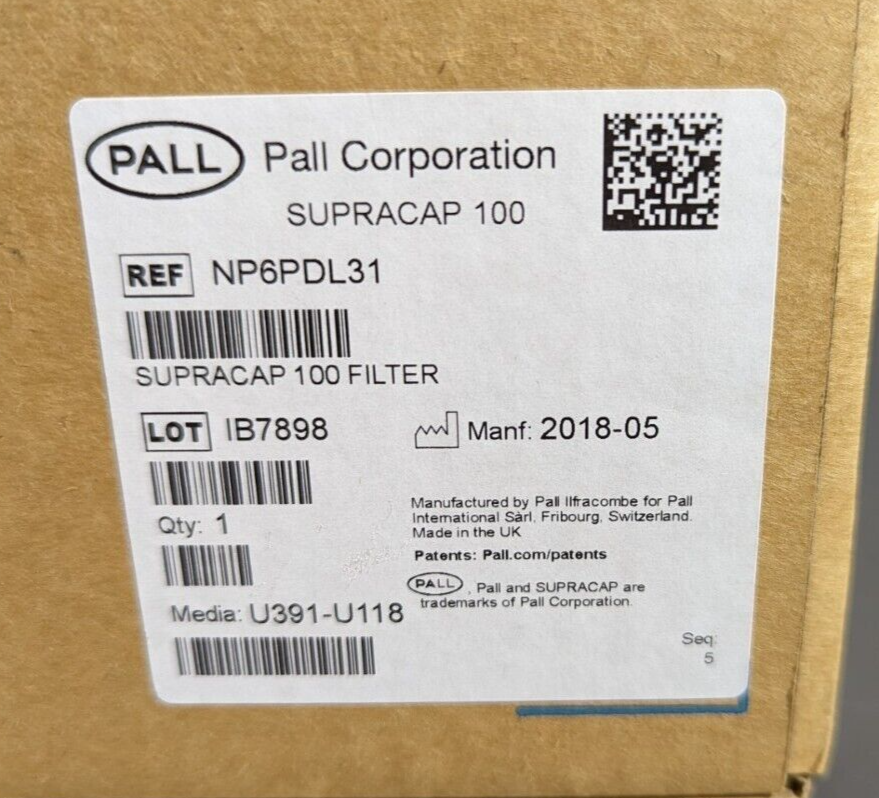 PALL Pall Corporation
SUPRACAP 100
REF NP6PDL31
SUPRACAP 100 FILTER
LOT IB7898 Manf: 2018-05
Qty: 1
Manufactured by Pall Ilfracombe for Pall
International Sàrl, Fribourg, Switzerland.
Made in the UK
Patents: Pall.com/patents
PALL , Pall and SUPRACAP are
trademarks of Pall Corporation.
Media: U391-U118
Seq:
5